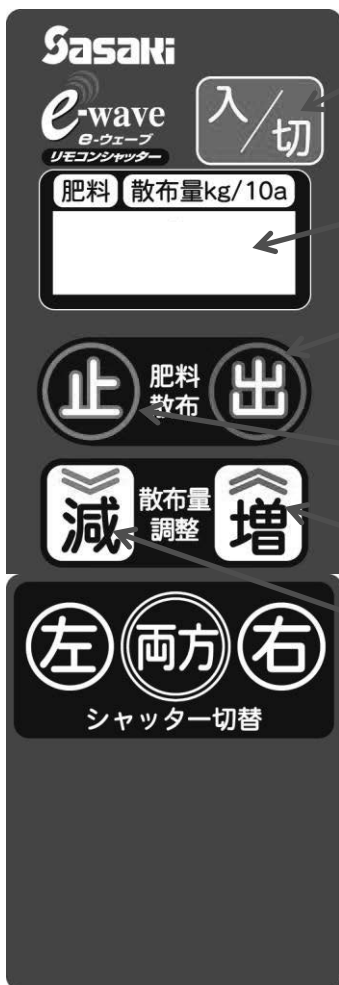 Sasaki
入/切
e-wave
e-ウェーブ
リモコンシャッター
肥料 散布量kg/10a
止 肥料散布 出
減 散布量調整 増
左 両方 右
シャッター切替